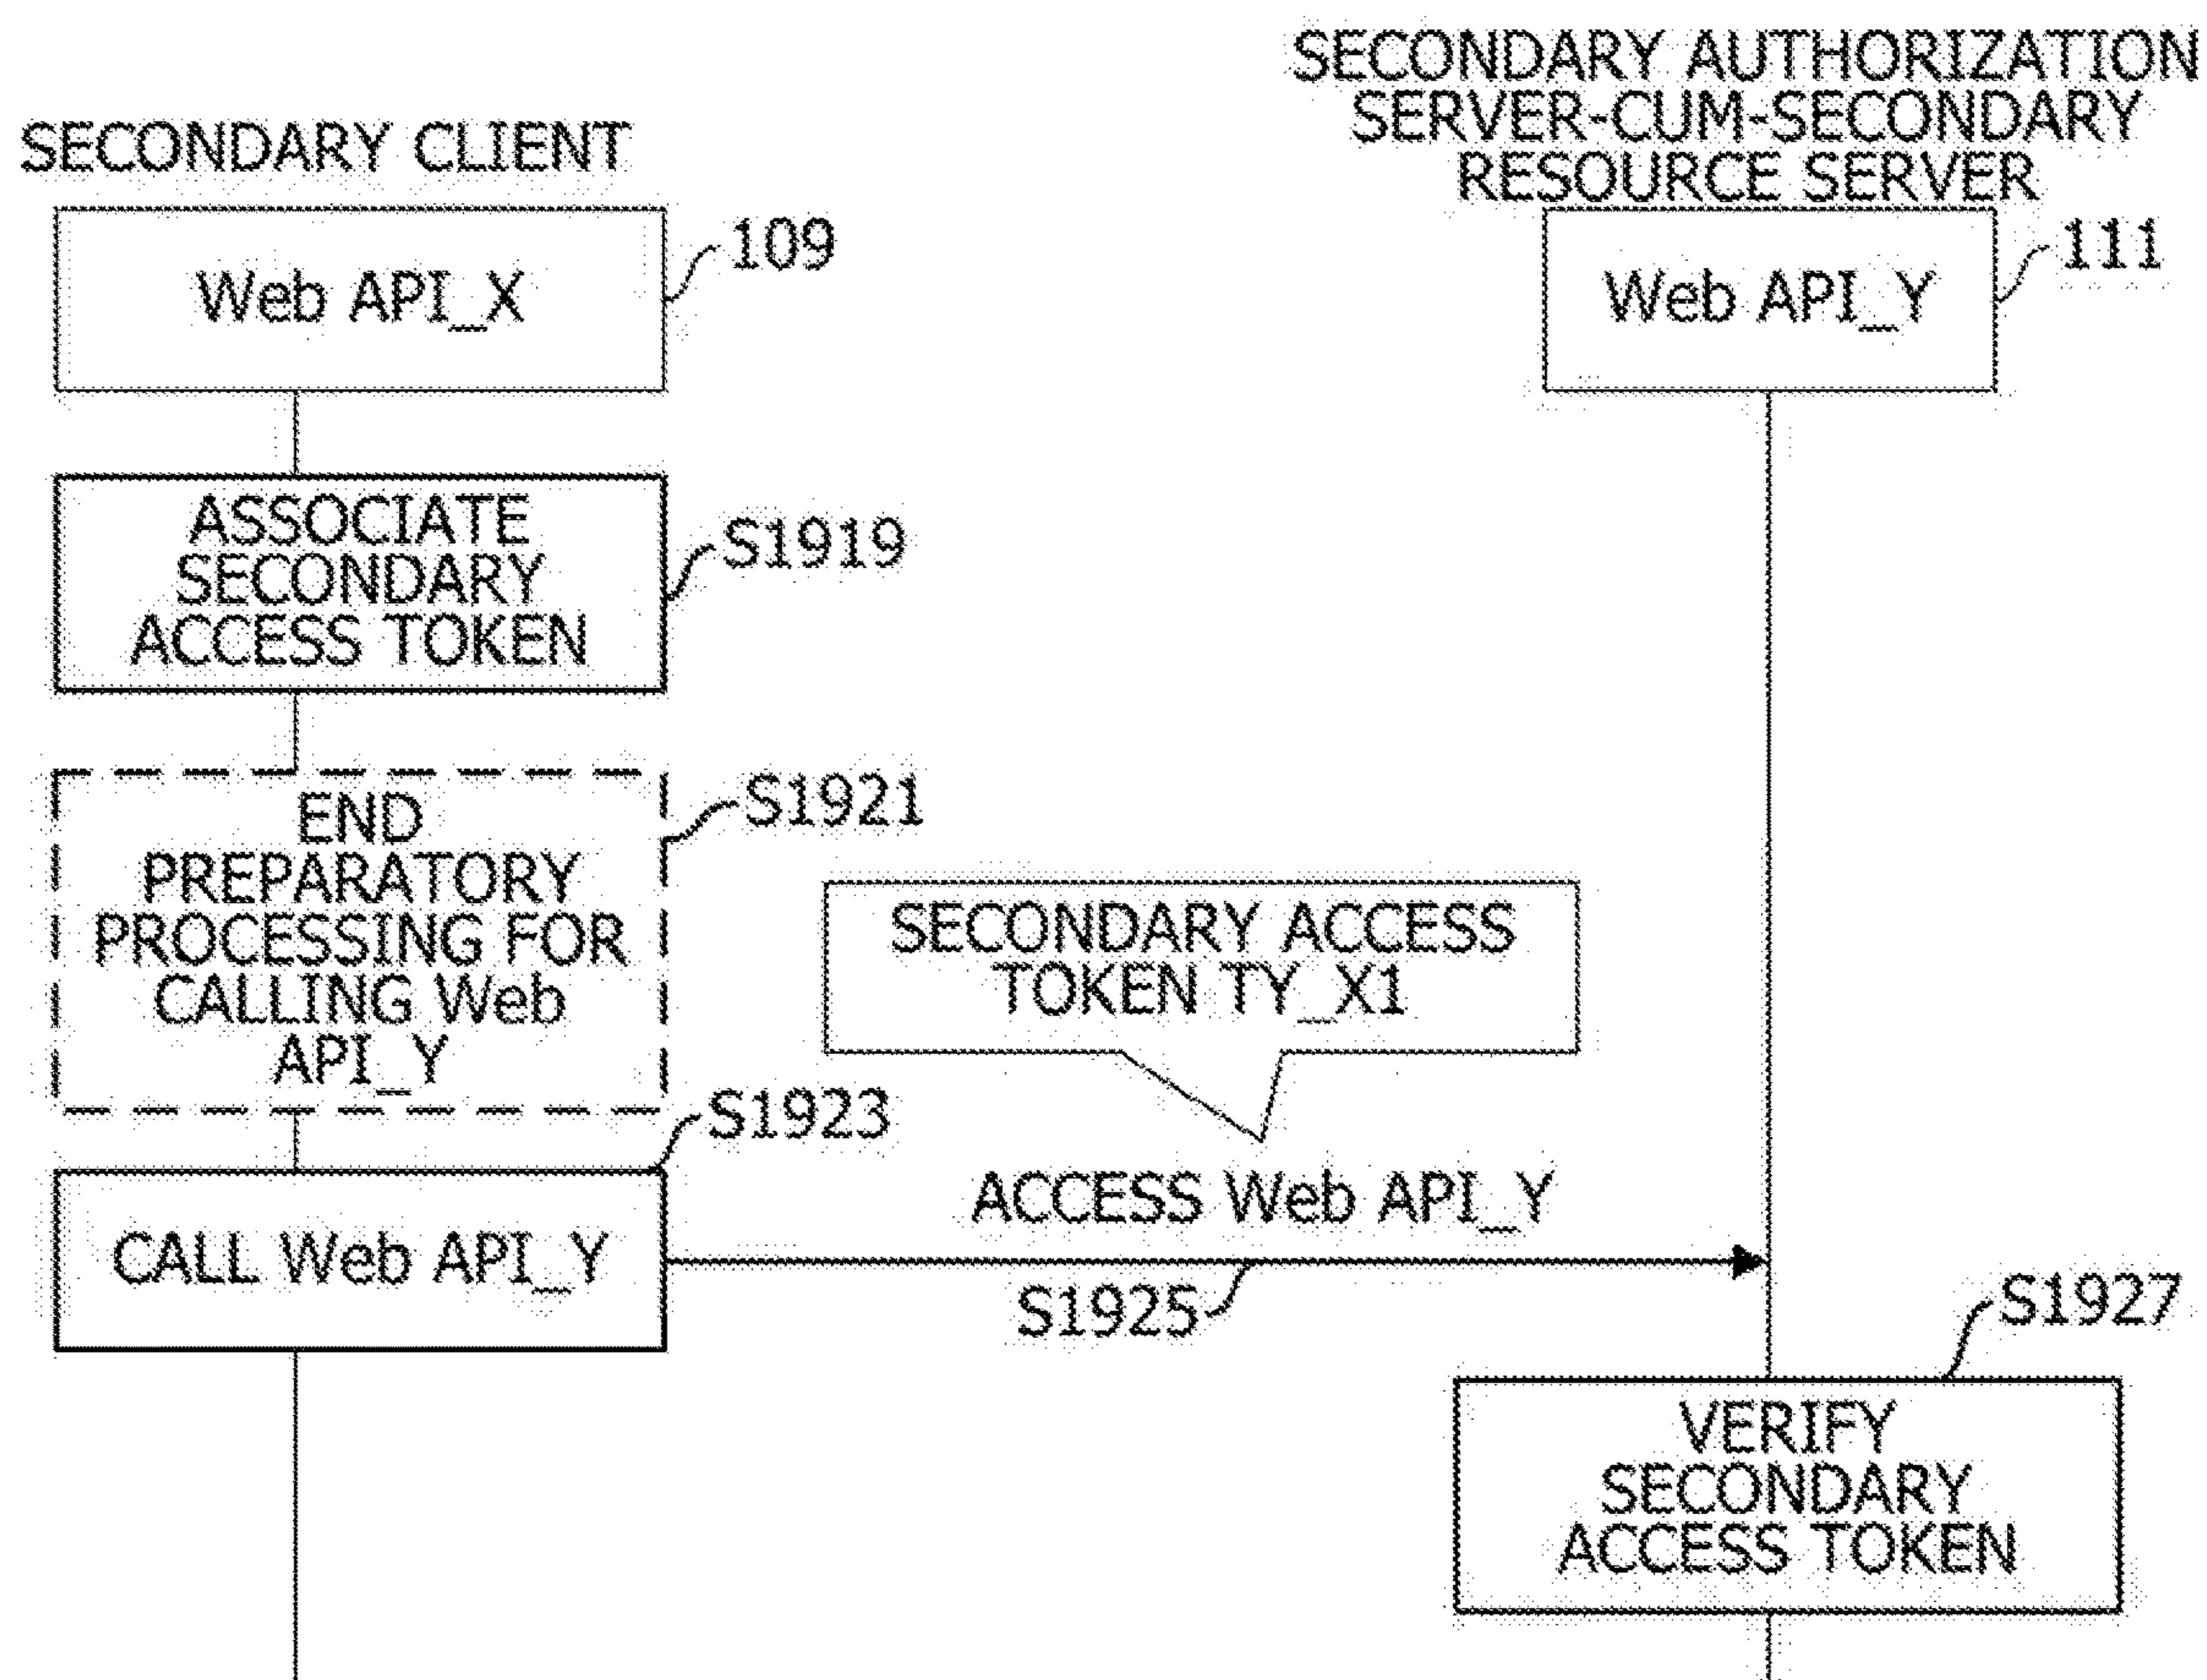 SECONDARY CLIENT
SECONDARY AUTHORIZATION
SERVER-CUM-SECONDARY
RESOURCE SERVER
Web API_X
109
Web API_Y
111
ASSOCIATE
SECONDARY
ACCESS TOKEN
S1919
END
PREPARATORY
PROCESSING FOR
CALLING Web
API_Y
S1921
SECONDARY ACCESS
TOKEN TY_X1
S1923
CALL Web API_Y
ACCESS Web API_Y
S1925
S1927
VERIFY
SECONDARY
ACCESS TOKEN